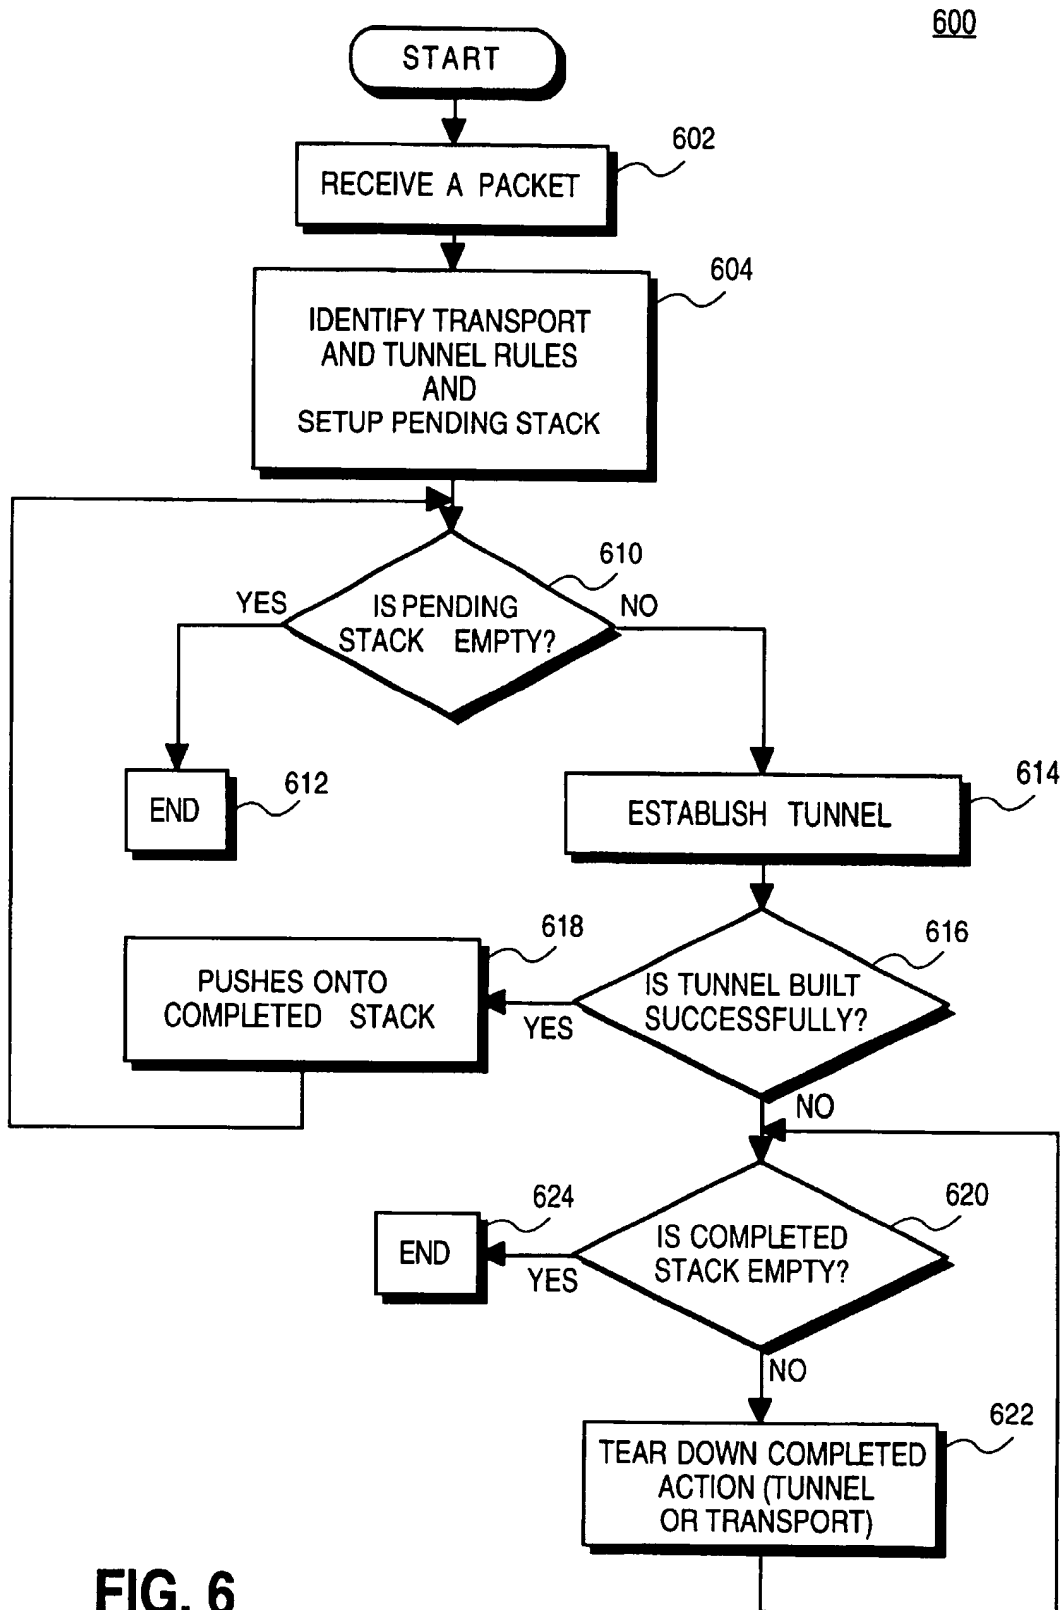 600
START
602
RECEIVE A PACKET
604
IDENTIFY TRANSPORT
AND TUNNEL RULES
AND
SETUP PENDING STACK
610
YES
IS PENDING
STACK EMPTY?
NO
END
612
ESTABLISH TUNNEL
614
618
PUSHES ONTO
COMPLETED STACK
616
IS TUNNEL BUILT
SUCCESSFULLY?
YES
NO
624
END
620
IS COMPLETED
STACK EMPTY?
YES
NO
622
TEAR DOWN COMPLETED
ACTION (TUNNEL
OR TRANSPORT)
FIG. 6